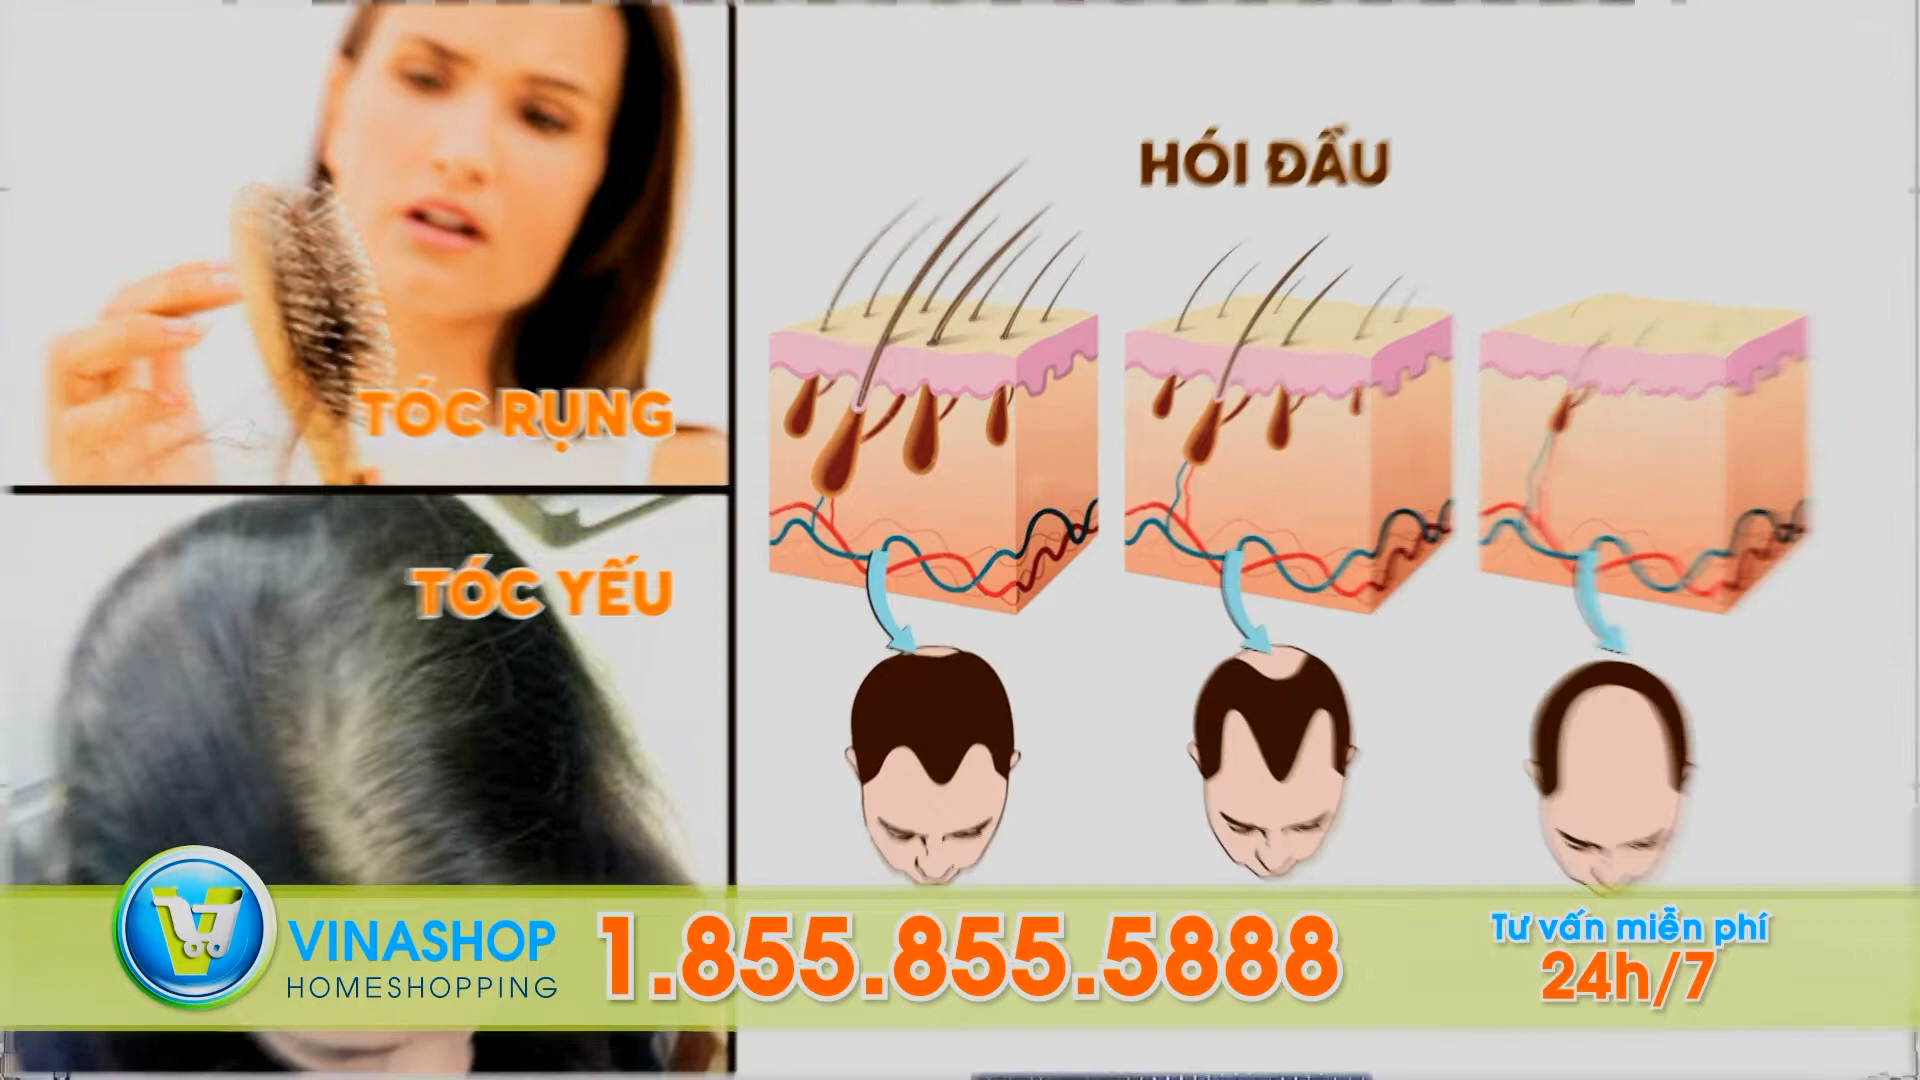 TÓC RỤNG
TÓC YẾU
HÓI ĐẦU
VINASHOP
HOMESHOPPING
1.855.855.5888
Tư vấn miễn phí
24h/7